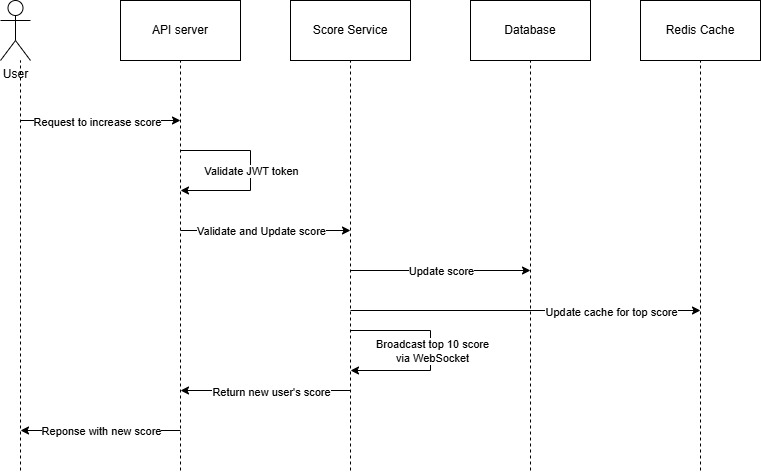 API server
Score Service
Database
Redis Cache
User
Request to increase score
Validate JWT token
Validate and Update score
Update score
Update cache for top score
Broadcast top 10 score
via WebSocket
Return new user's score
Reponse with new score